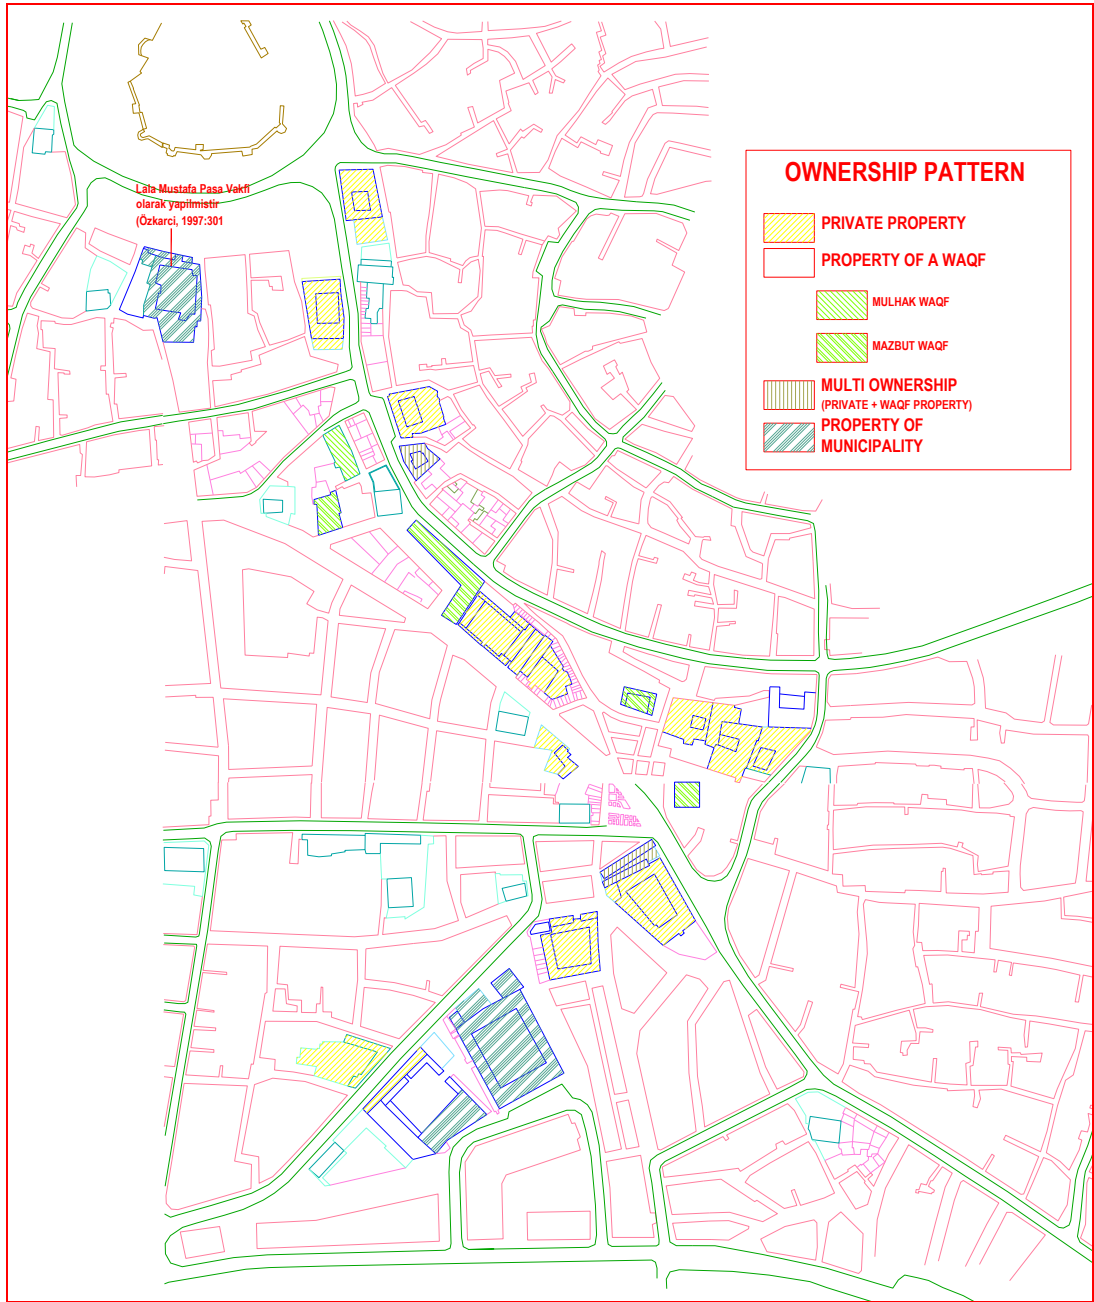 Lala Mustafa Pasa Vakfi
olarak yapilmistir
(Özkarci, 1997:301
OWNERSHIP PATTERN
PRIVATE PROPERTY
PROPERTY OF A WAQF
MULHAK WAQF
MAZBUT WAQF
MULTI OWNERSHIP
(PRIVATE + WAQF PROPERTY)
PROPERTY OF
MUNICIPALITY